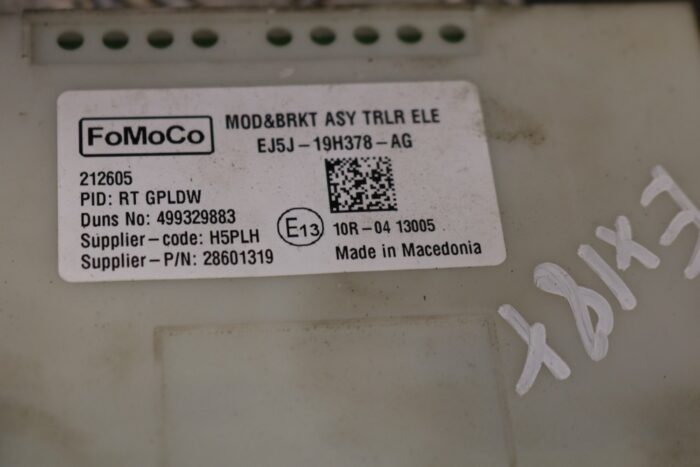 FoMoCo
MOD&BRKT ASY TRLR ELE
EJ5J-19H378-AG
212605
PID: RT GPLDW
Duns No: 499329883
Supplier-code: H5PLH
Supplier-P/N: 28601319
E13
10R-04 13005
Made in Macedonia